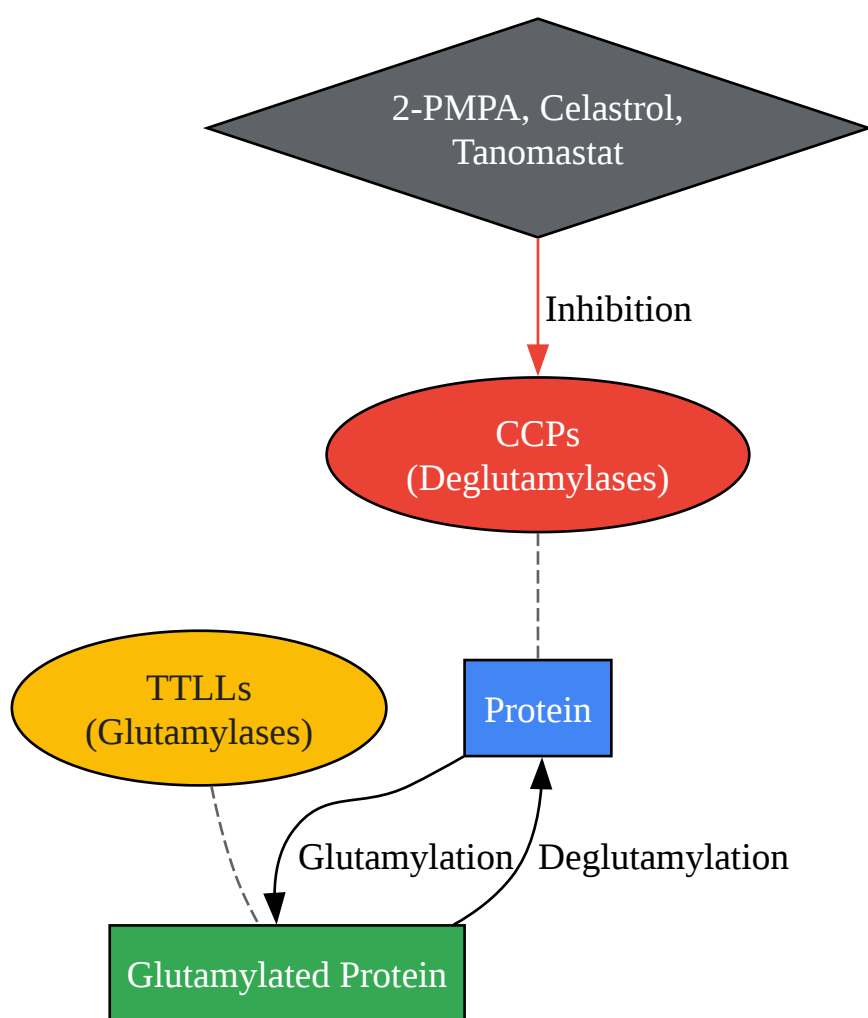 2-PMPA, Celastrol,
Tanomastat
Inhibition
CCPs
(Deglutamylases)
TTLLs
(Glutamylases)
Protein
Glutamylation
Deglutamylation
Glutamylated Protein